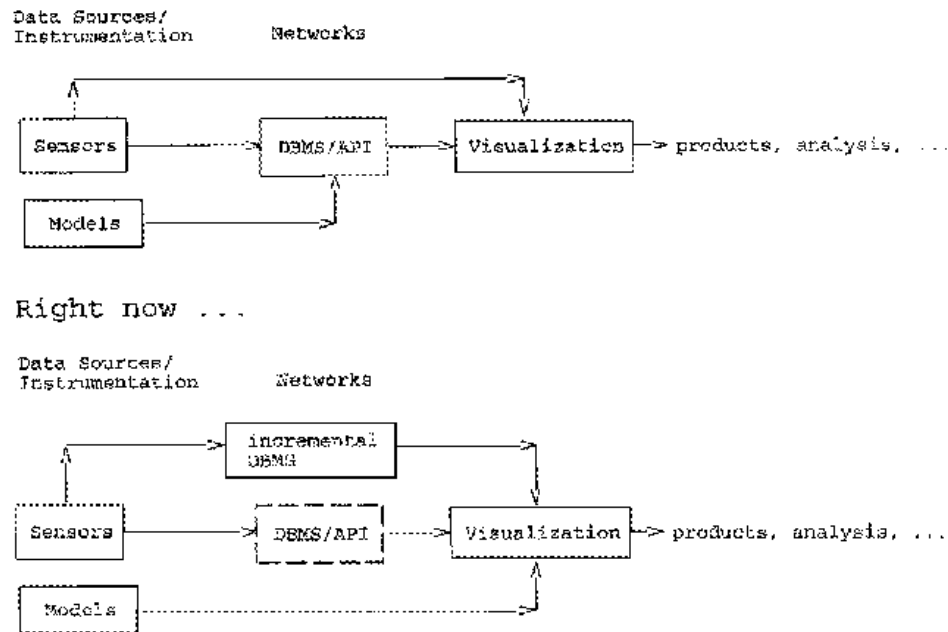 Data Sources/
Instrumentation
Networks
Sensors
DBMS/API
Visualization
products, analysis, ...
Models
Right now ...
Data Sources/
Instrumentation
Networks
incremental
DBMS
Sensors
DBMS/API
Visualization
products, analysis, ...
Models